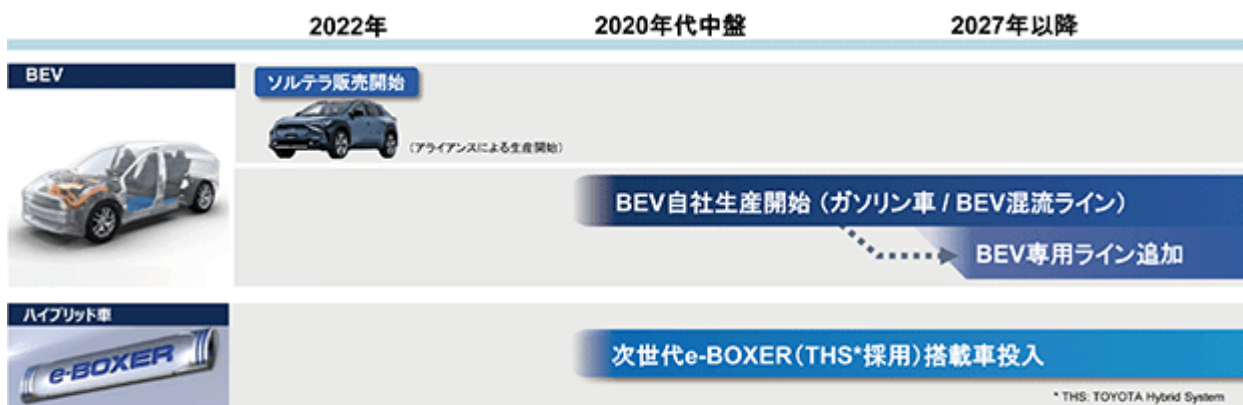 2022年
2020年代中盤
2027年以降
BEV
ソルテラ販売開始
(アライアンスによる生産開始)
BEV自社生産開始(ガソリン車 / BEV混流ライン)
BEV専用ライン追加
ハイブリッド車
e-BOXER
次世代e-BOXER(THS*採用)搭載車投入
* THS: TOYOTA Hybrid System